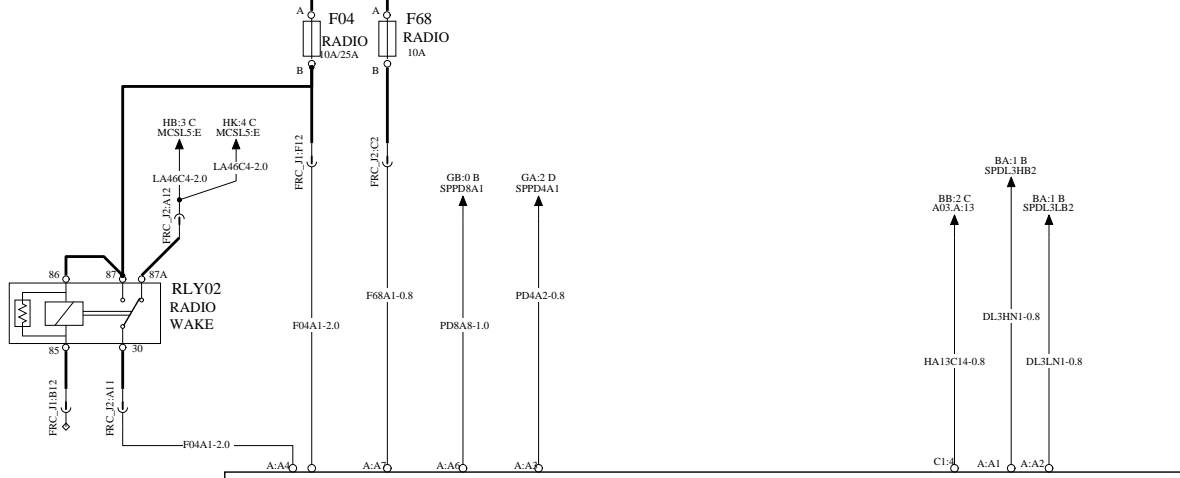 A
F04
RADIO
10A/25A
B
A
F68
RADIO
10A
B
HB:3 C
MCSL5:E
HK:4 C
MCSL5:E
LA46C4-2.0
LA46C4-2.0
FRC_J2:A12
FRC_J1:F12
FRC_J2:C2
GB:0 B
SPPD8A1
GA:2 D
SPPD4A1
BB:2 C
A03.A:13
BA:1 B
SPDL3HB2
BA:1 B
SPDL3LB2
86
87
87A
RLY02
RADIO
WAKE
85
30
FRC_J1:B12
FRC_J2:A11
F04A1-2.0
F68A1-0.8
PD8A8-1.0
PD4A2-0.8
DL3HN1-0.8
HA13C14-0.8
DL3LN1-0.8
F04A1-2.0
A:A4
A:A7
A:A6
A:A3
C1:4
A:A1
A:A2